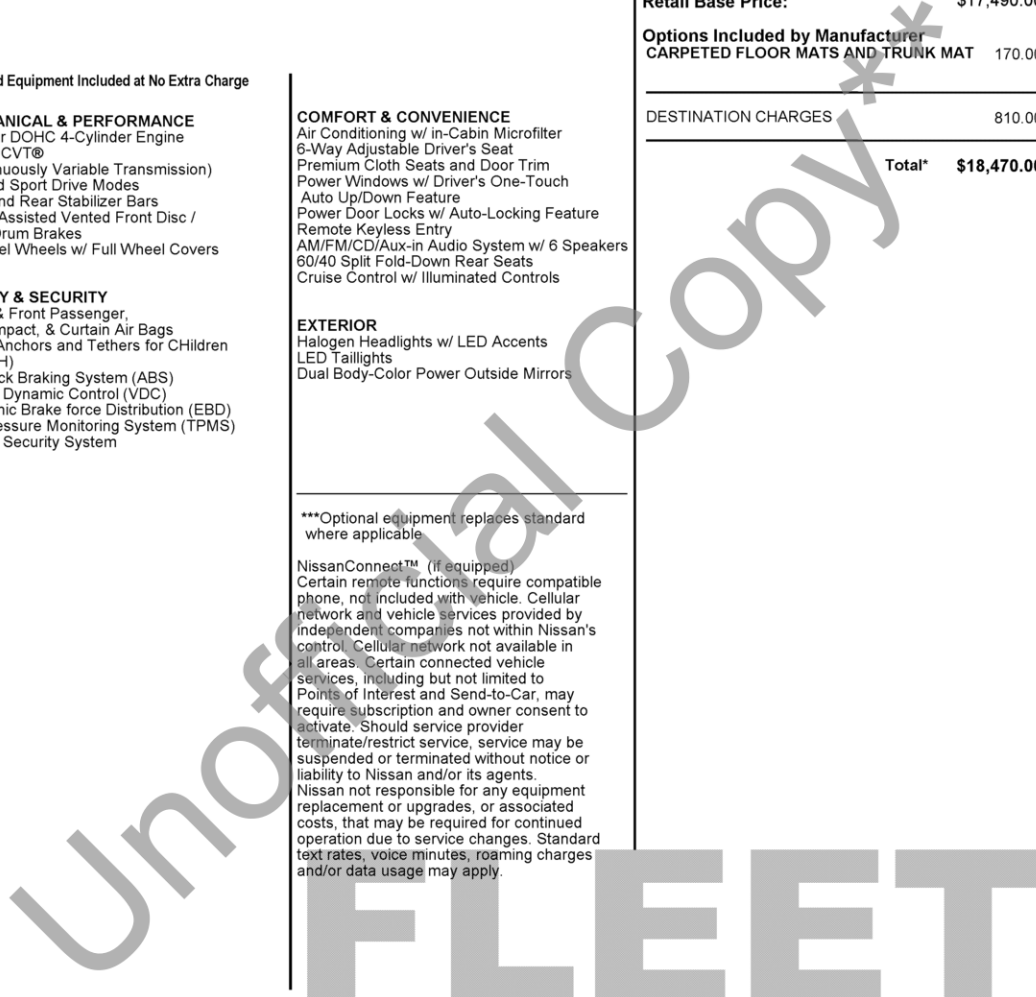 d Equipment Included at No Extra Charge
ANICAL & PERFORMANCE
r DOHC 4-Cylinder Engine
CVT®
nuously Variable Transmission)
d Sport Drive Modes
nd Rear Stabilizer Bars
Assisted Vented Front Disc /
rum Brakes
el Wheels w/ Full Wheel Covers
Y & SECURITY
& Front Passenger,
mpact, & Curtain Air Bags
Anchors and Tethers for CHildren
H)
ck Braking System (ABS)
Dynamic Control (VDC)
nic Brake force Distribution (EBD)
essure Monitoring System (TPMS)
Security System
COMFORT & CONVENIENCE
Air Conditioning w/ in-Cabin Microfilter
6-Way Adjustable Driver's Seat
Premium Cloth Seats and Door Trim
Power Windows w/ Driver's One-Touch
Auto Up/Down Feature
Power Door Locks w/ Auto-Locking Feature
Remote Keyless Entry
AM/FM/CD/Aux-in Audio System w/ 6 Speakers
60/40 Split Fold-Down Rear Seats
Cruise Control w/ Illuminated Controls
EXTERIOR
Halogen Headlights w/ LED Accents
LED Taillights
Dual Body-Color Power Outside Mirrors
***Optional equipment replaces standard
where applicable
NissanConnect™ (if equipped)
Certain remote functions require compatible
phone, not included with vehicle. Cellular
network and vehicle services provided by
independent companies not within Nissan's
control. Cellular network not available in
all areas. Certain connected vehicle
services, including but not limited to
Points of Interest and Send-to-Car, may
require subscription and owner consent to
activate. Should service provider
terminate/restrict service, service may be
suspended or terminated without notice or
liability to Nissan and/or its agents.
Nissan not responsible for any equipment
replacement or upgrades, or associated
costs, that may be required for continued
operation due to service changes. Standard
text rates, voice minutes, roaming charges
and/or data usage may apply.
Retail Base Price: $17,490.00
Options Included by Manufacturer
CARPETED FLOOR MATS AND TRUNK MAT 170.00
DESTINATION CHARGES 810.00
Total* $18,470.00
Unofficial Copy**
FLEET